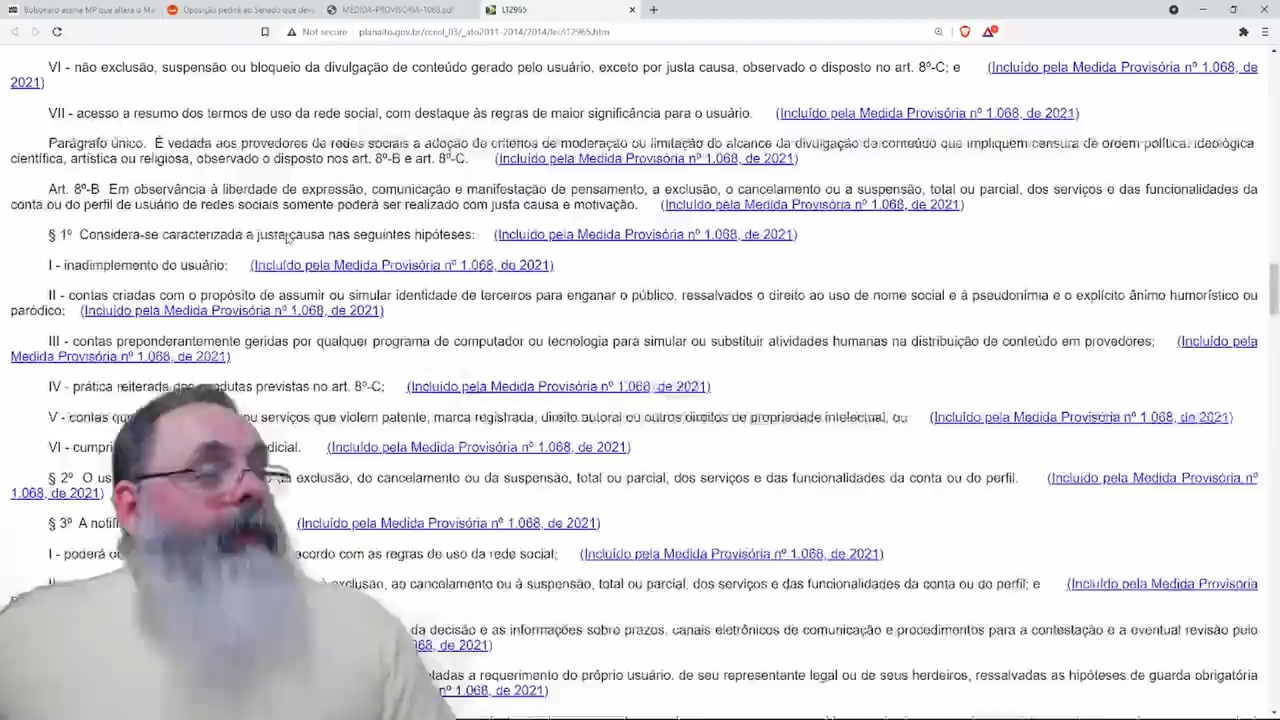 Bolsonaro assina MP que altera o Ma
Oposição pedirá ao Senado que devo
MEDIDA-PROVISORIA-1068.pdf
L12965
Not secure
planalto.gov.br/ccivil_03/_ato2011-2014/2014/lei/l12965.htm
VI - não exclusão, suspensão ou bloqueio da divulgação de conteúdo gerado pelo usuário, exceto por justa causa, observado o disposto no art. 8º-C; e (Incluído pela Medida Provisória nº 1.068, de
2021)
VII - acesso a resumo dos termos de uso da rede social, com destaque às regras de maior significância para o usuário. (Incluído pela Medida Provisória nº 1.068, de 2021)
Parágrafo único. É vedada aos provedores de redes sociais a adoção de critérios de moderação ou limitação do alcance da divulgação de conteúdo que impliquem censura de ordem política, ideológica
científica, artística ou religiosa, observado o disposto nos art. 8º-B e art. 8º-C. (Incluído pela Medida Provisória nº 1.068, de 2021)
Art. 8º-B Em observância à liberdade de expressão, comunicação e manifestação de pensamento, a exclusão, o cancelamento ou a suspensão, total ou parcial, dos serviços e das funcionalidades da
conta ou do perfil de usuário de redes sociais somente poderá ser realizado com justa causa e motivação. (Incluído pela Medida Provisória nº 1.068, de 2021)
§ 1º Considera-se caracterizada a justa causa nas seguintes hipóteses: (Incluído pela Medida Provisória nº 1.068, de 2021)
I - inadimplemento do usuário; (Incluído pela Medida Provisória nº 1.068, de 2021)
II - contas criadas com o propósito de assumir ou simular identidade de terceiros para enganar o público, ressalvados o direito ao uso de nome social e à pseudonímia e o explícito ânimo humorístico ou
paródico; (Incluído pela Medida Provisória nº 1.068, de 2021)
III - contas preponderantemente geridas por qualquer programa de computador ou tecnologia para simular ou substituir atividades humanas na distribuição de conteúdo em provedores; (Incluído pela
Medida Provisória nº 1.068, de 2021)
IV - prática reiterada das condutas previstas no art. 8º-C; (Incluído pela Medida Provisória nº 1.068, de 2021)
V - contas ou serviços que violem patente, marca registrada, direito autoral ou outros direitos de propriedade intelectual, ou (Incluído pela Medida Provisória nº 1.068, de 2021)
VI - cumpri dicial. (Incluído pela Medida Provisória nº 1.068, de 2021)
§ 2º O us exclusão, do cancelamento ou da suspensão, total ou parcial, dos serviços e das funcionalidades da conta ou do perfil. (Incluído pela Medida Provisória nº
1.068, de 2021)
§ 3º A notifi (Incluído pela Medida Provisória nº 1.068, de 2021)
I - poderá o acordo com as regras de uso da rede social; (Incluído pela Medida Provisória nº 1.068, de 2021)
exclusão, ao cancelamento ou à suspensão, total ou parcial, dos serviços e das funcionalidades da conta ou do perfil; e (Incluído pela Medida Provisória
da decisão e as informações sobre prazos, canais eletrônicos de comunicação e procedimentos para a contestação e a eventual revisão pelo
68, de 2021)
tadas a requerimento do próprio usuário, de seu representante legal ou de seus herdeiros, ressalvadas as hipóteses de guarda obrigatória
nº 1.068, de 2021)